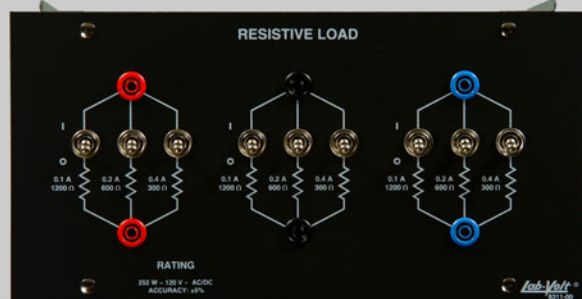 RESISTIVE LOAD
I
O
0.1 A
1200 Ω
0.2 A
600 Ω
0.4 A
300 Ω
I
O
0.1 A
1200 Ω
0.2 A
600 Ω
0.4 A
300 Ω
I
O
0.1 A
1200 Ω
0.2 A
600 Ω
0.4 A
300 Ω
RATING
252 W – 120 V – AC/DC
ACCURACY: ±5%
Lab-Volt ®
8311-00